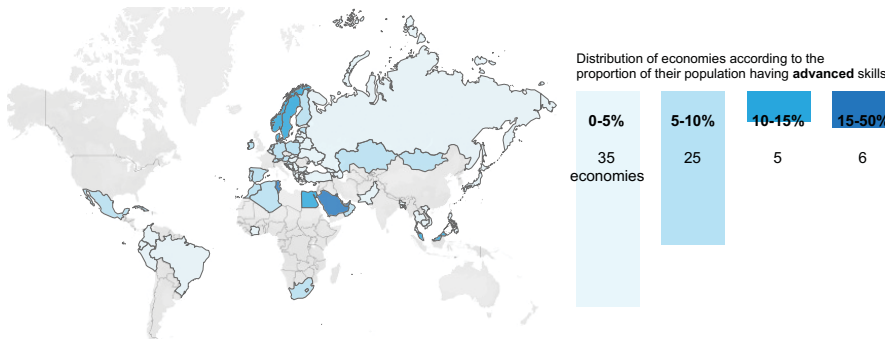 Distribution of economies according to the
proportion of their population having advanced skills
0-5% 5-10% 10-15% 15-50%
35 25 5 6
economies